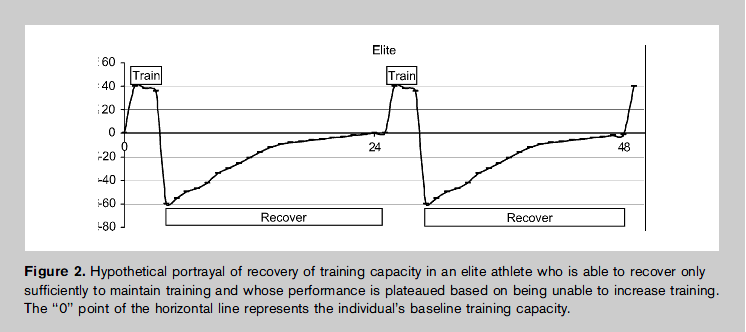 Elite
60
Train
Train
40
20
0
0
24
48
-20
-40
-60
Recover
Recover
-80
Figure 2. Hypothetical portrayal of recovery of training capacity in an elite athlete who is able to recover only
sufficiently to maintain training and whose performance is plateaued based on being unable to increase training.
The “0” point of the horizontal line represents the individual’s baseline training capacity.